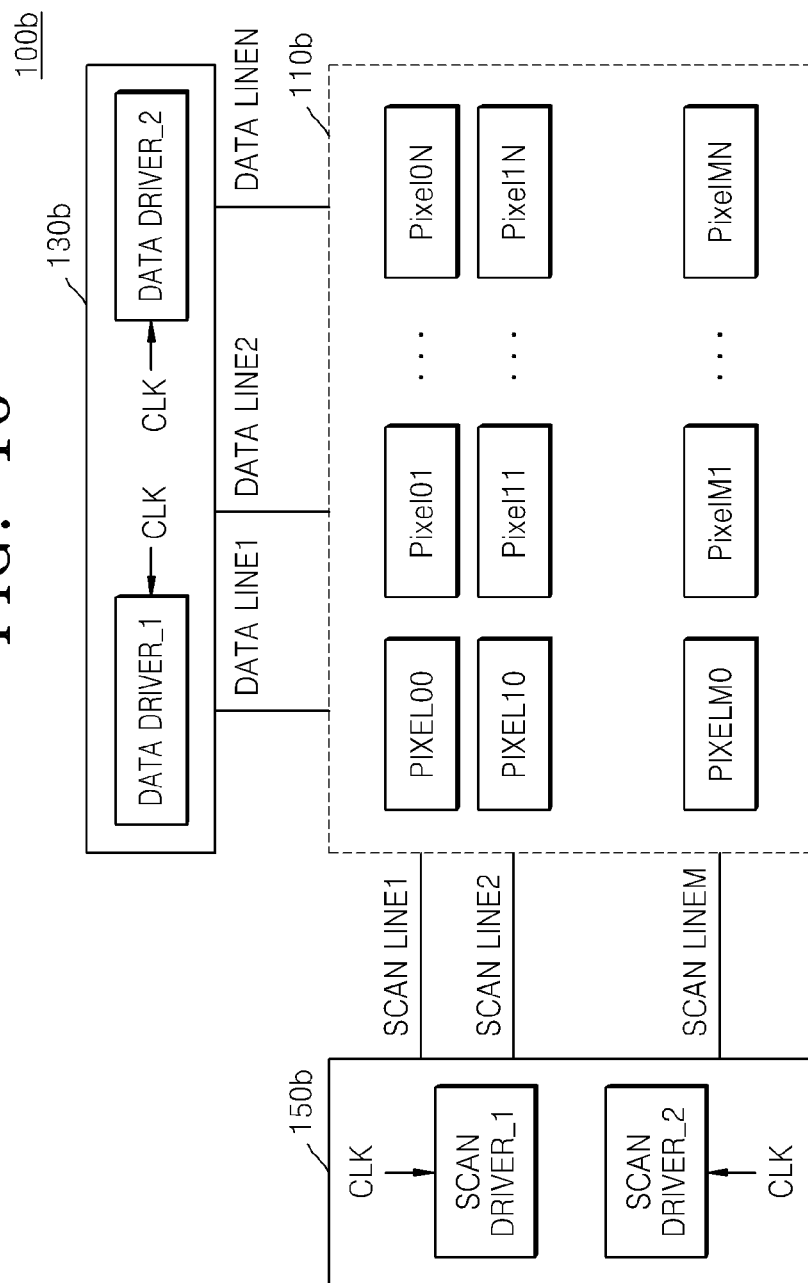 FIG.
100b
130b
DATA DRIVER_1
CLK
CLK
DATA DRIVER_2
DATA LINE1
DATA LINE2
DATA LINEN
110b
150b
CLK
SCAN
DRIVER_1
SCAN
DRIVER_2
CLK
SCAN LINE1
SCAN LINE2
SCAN LINEM
PIXEL00
Pixel01
...
Pixel0N
PIXEL10
Pixel11
...
Pixel1N
PIXELM0
PixelM1
...
PixelMN